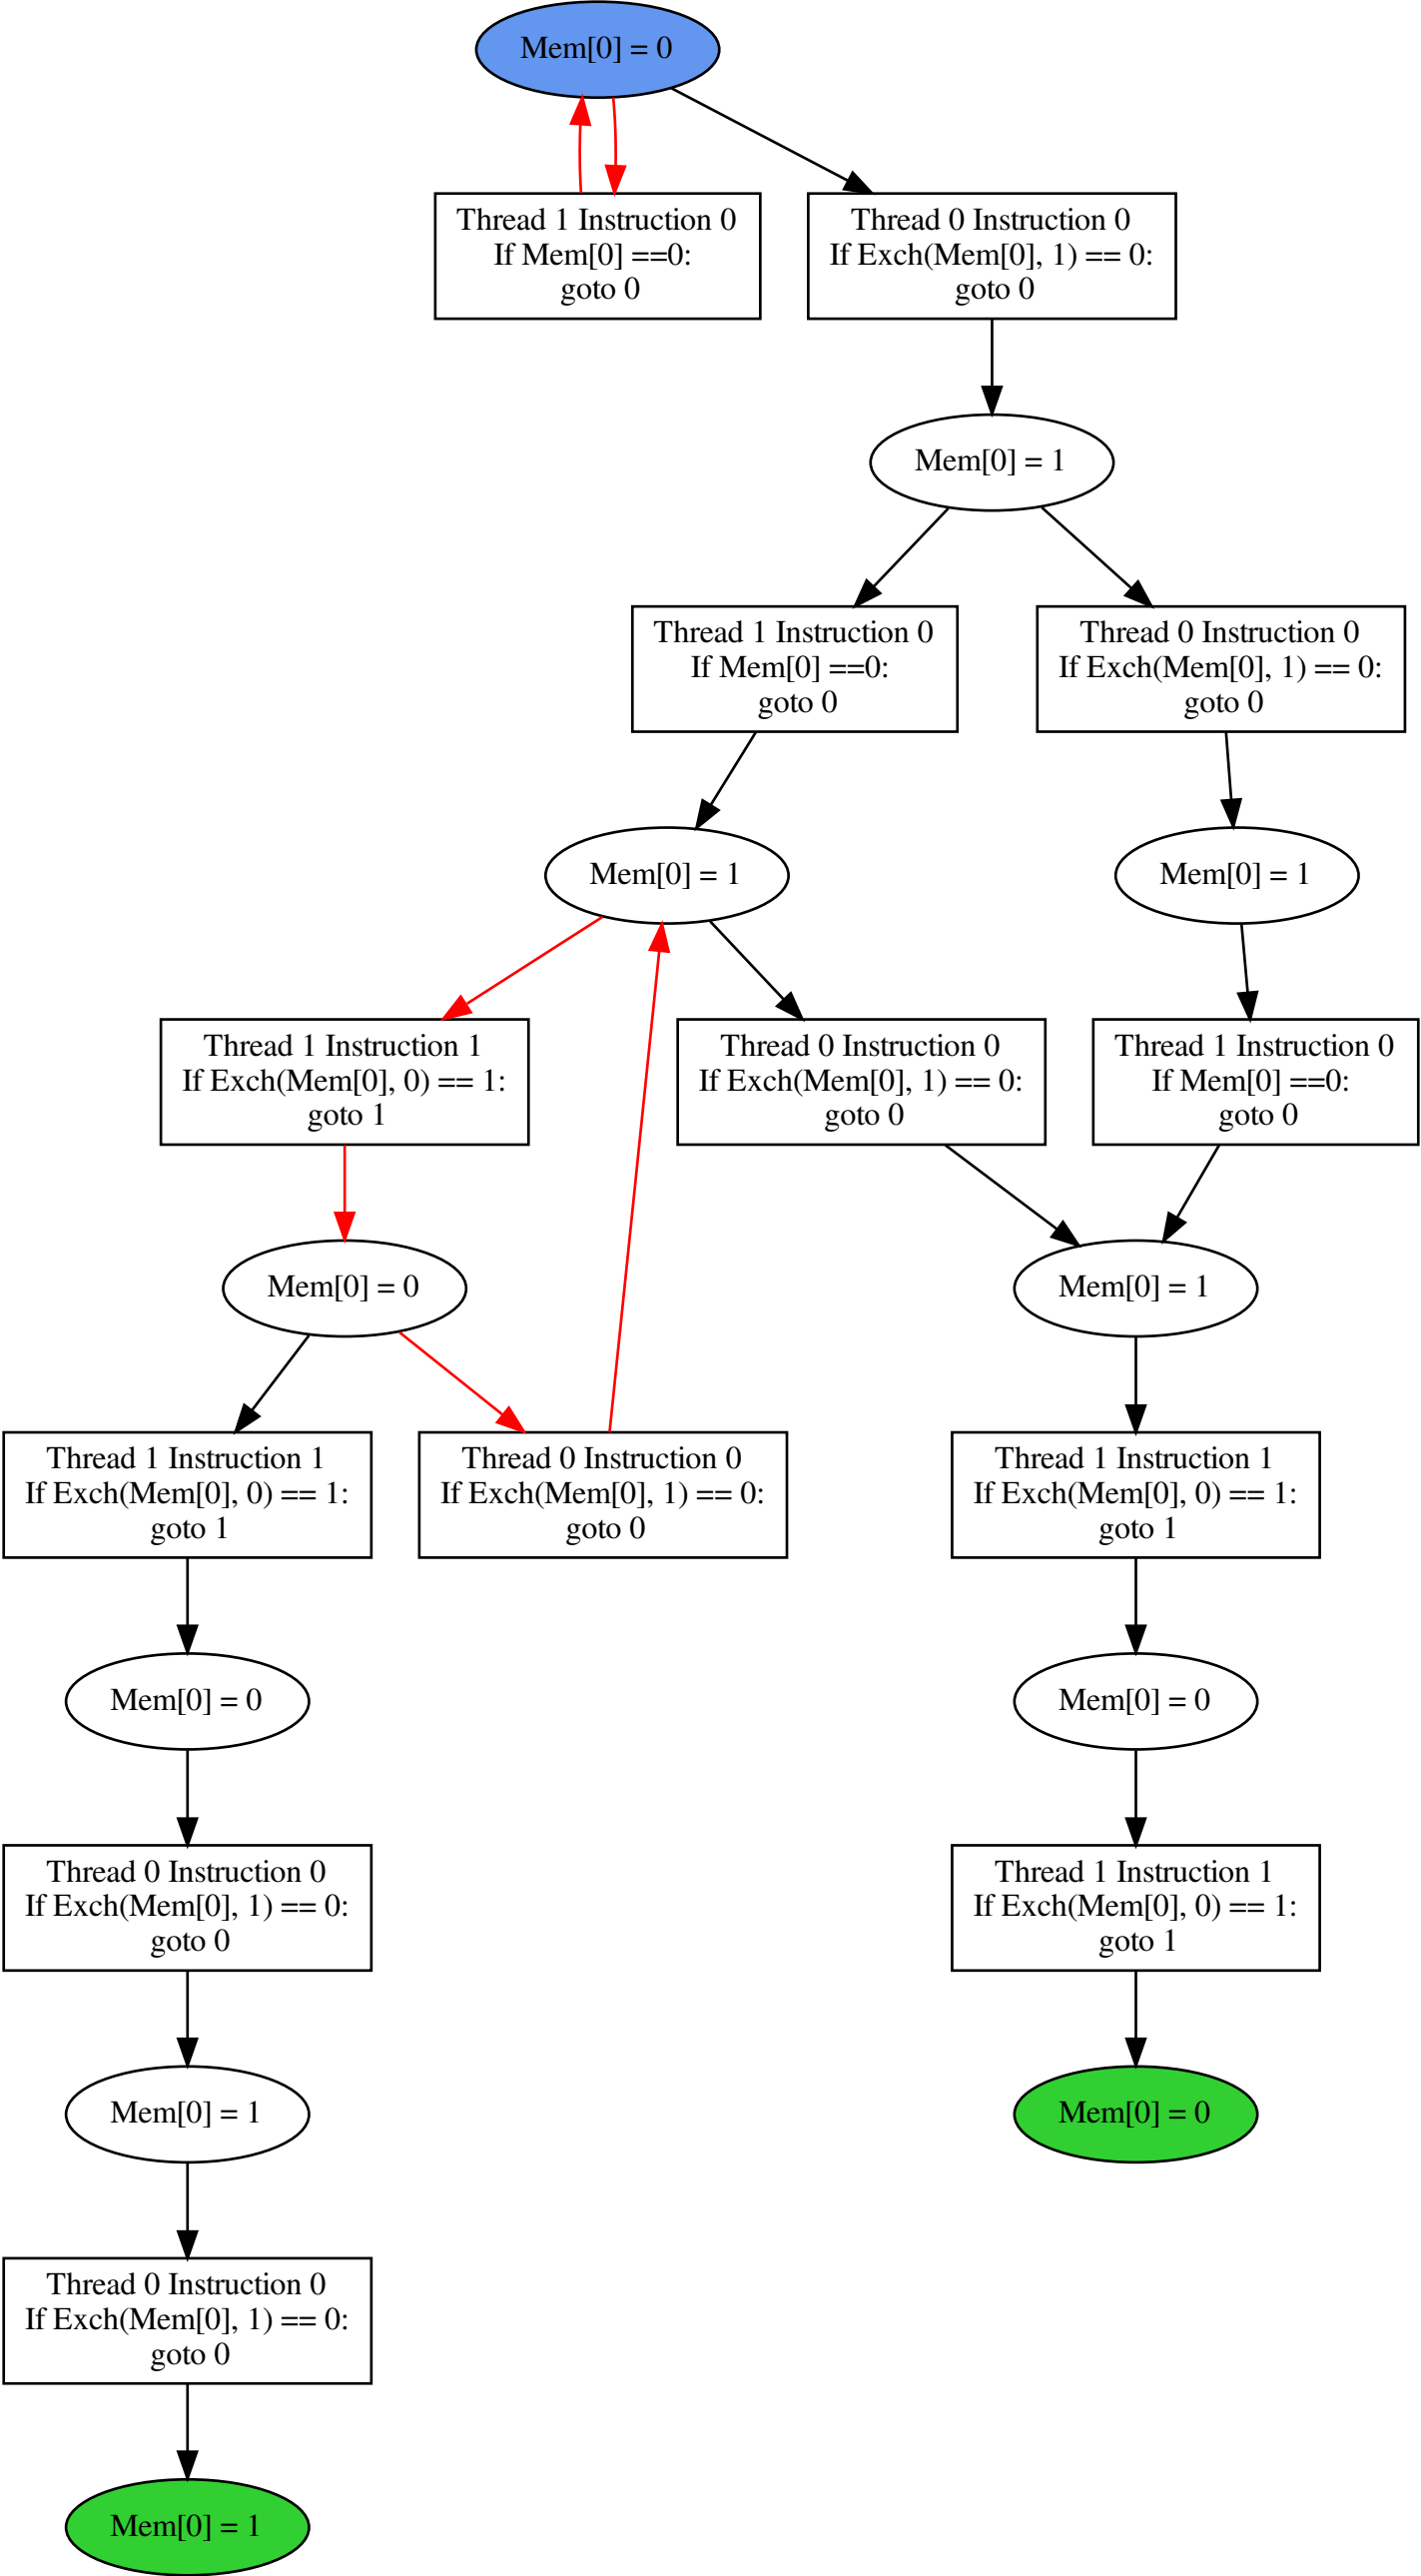 Mem[0] = 0
Thread 1 Instruction 0
If Mem[0] ==0:
goto 0
Thread 0 Instruction 0
If Exch(Mem[0], 1) == 0:
goto 0
Mem[0] = 1
Thread 1 Instruction 0
If Mem[0] ==0:
goto 0
Thread 0 Instruction 0
If Exch(Mem[0], 1) == 0:
goto 0
Mem[0] = 1
Mem[0] = 1
Thread 1 Instruction 1
If Exch(Mem[0], 0) == 1:
goto 1
Thread 0 Instruction 0
If Exch(Mem[0], 1) == 0:
goto 0
Thread 1 Instruction 0
If Mem[0] ==0:
goto 0
Mem[0] = 0
Mem[0] = 1
Thread 1 Instruction 1
If Exch(Mem[0], 0) == 1:
goto 1
Thread 0 Instruction 0
If Exch(Mem[0], 1) == 0:
goto 0
Thread 1 Instruction 1
If Exch(Mem[0], 0) == 1:
goto 1
Mem[0] = 0
Mem[0] = 0
Thread 0 Instruction 0
If Exch(Mem[0], 1) == 0:
goto 0
Thread 1 Instruction 1
If Exch(Mem[0], 0) == 1:
goto 1
Mem[0] = 1
Mem[0] = 0
Thread 0 Instruction 0
If Exch(Mem[0], 1) == 0:
goto 0
Mem[0] = 1